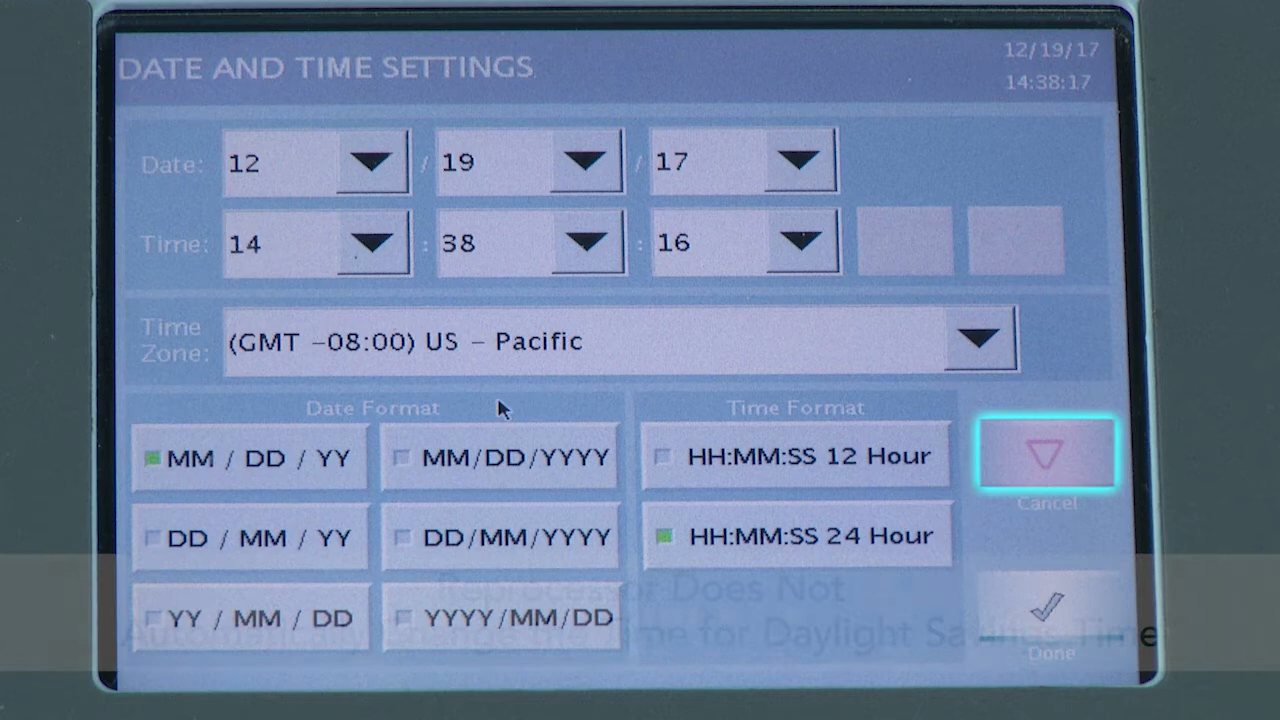 DATE AND TIME SETTINGS
12/19/17
14:38:17
Date: 12 / 19 / 17
Time: 14 : 38 : 16
Time Zone: (GMT -08:00) US - Pacific
Date Format
Time Format
MM / DD / YY
MM/DD/YYYY
HH:MM:SS 12 Hour
Cancel
DD / MM / YY
DD/MM/YYYY
HH:MM:SS 24 Hour
YY / MM / DD
YYYY/MM/DD
Done
Reprocessor Does Not
Automatically Change the Time for Daylight Savings Time